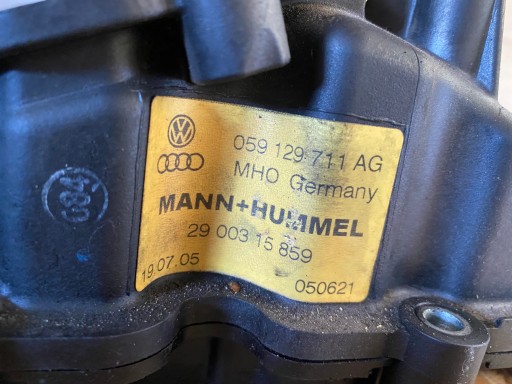 059 129 711 AG
MHO Germany
MANN+HUMMEL
29 003 15 859
19.07.05
050621